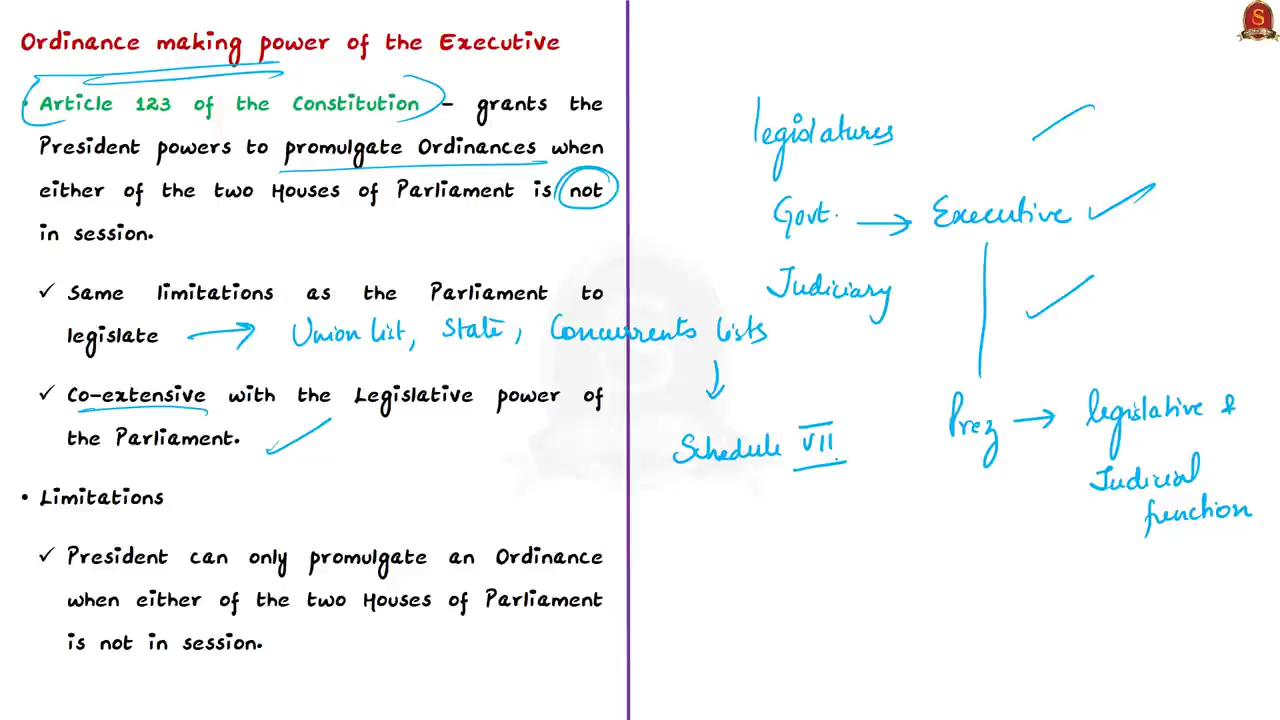 Ordinance making power of the Executive
• Article 123 of the Constitution – grants the
President powers to promulgate Ordinances when
either of the two Houses of Parliament is not
in session.
✓ Same limitations as the Parliament to
legislate → Union list, State, Concurrents lists
✓ Co-extensive with the Legislative power of
the Parliament.
• Limitations
✓ President can only promulgate an Ordinance
when either of the two Houses of Parliament
is not in session.
legislatures
Govt. → Executive
Judiciary
Schedule VII
Prez → legislative &
Judicial
function
S